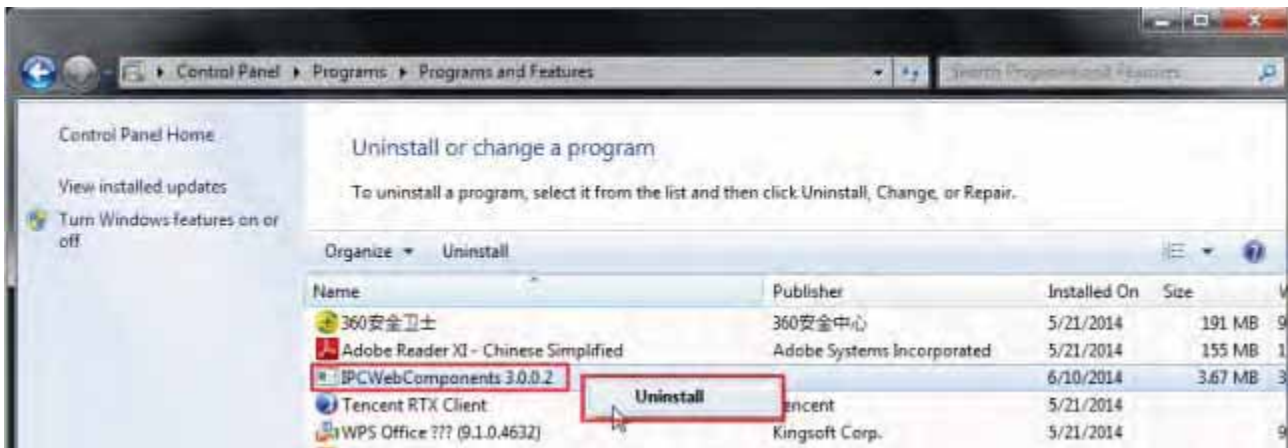 Control Panel ▸ Programs ▸ Programs and Features
Search Programs and Features
Control Panel Home
View installed updates
Turn Windows features on or
off
Uninstall or change a program
To uninstall a program, select it from the list and then click Uninstall, Change, or Repair.
Organize Uninstall
Name Publisher Installed On Size
360安全卫士 360安全中心 5/21/2014 191 MB
Adobe Reader XI - Chinese Simplified Adobe Systems Incorporated 5/21/2014 155 MB
IPCWebComponents 3.0.0.2 6/10/2014 3.67 MB
Uninstall
Tencent RTX Client encent 5/21/2014
WPS Office ??? (9.1.0.4632) Kingsoft Corp. 5/21/2014